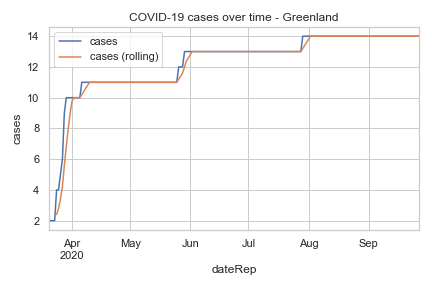 COVID-19 cases over time - Greenland
cases
cases (rolling)
14
12
10
8
6
4
2
cases
Apr
2020
May
Jun
Jul
Aug
Sep
dateRep